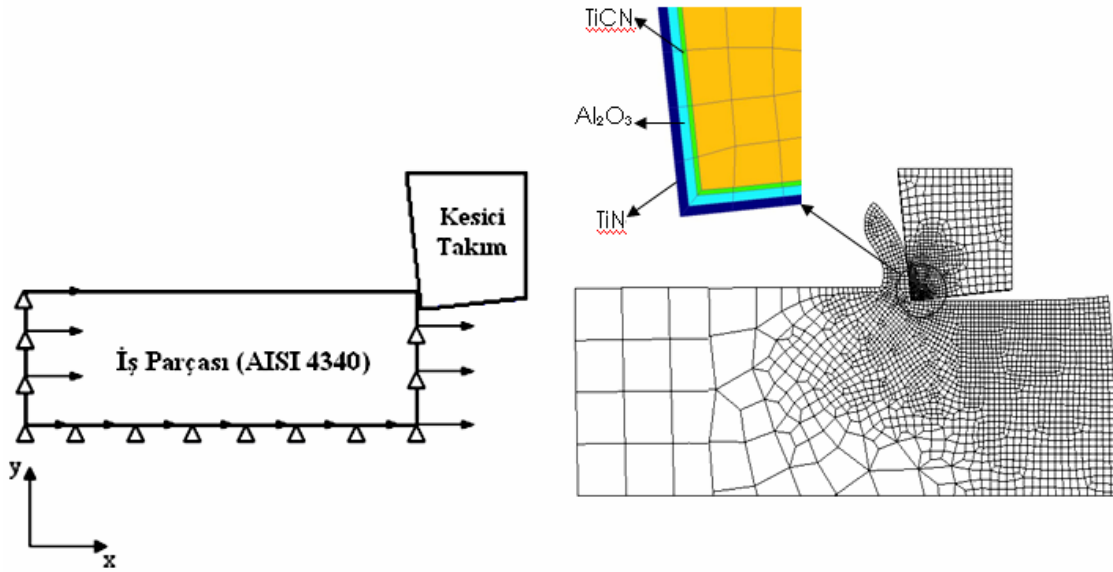 Kesici
Takım
İş Parçası (AISI 4340)
y
x
TiCN
Al₂O₃
TiN